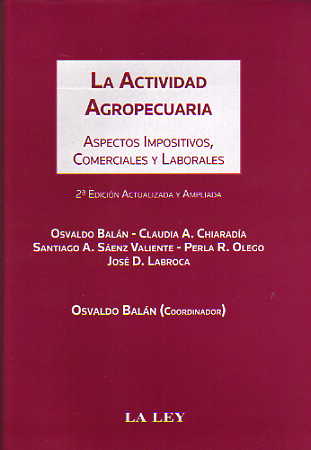 LA ACTIVIDAD
AGROPECUARIA
ASPECTOS IMPOSITIVOS,
COMERCIALES Y LABORALES
2ª EDICIÓN ACTUALIZADA Y AMPLIADA
OSVALDO BALÁN - CLAUDIA A. CHIARADÍA
SANTIAGO A. SÁENZ VALIENTE - PERLA R. OLEGO
JOSÉ D. LABROCA
OSVALDO BALÁN (COORDINADOR)
LA LEY